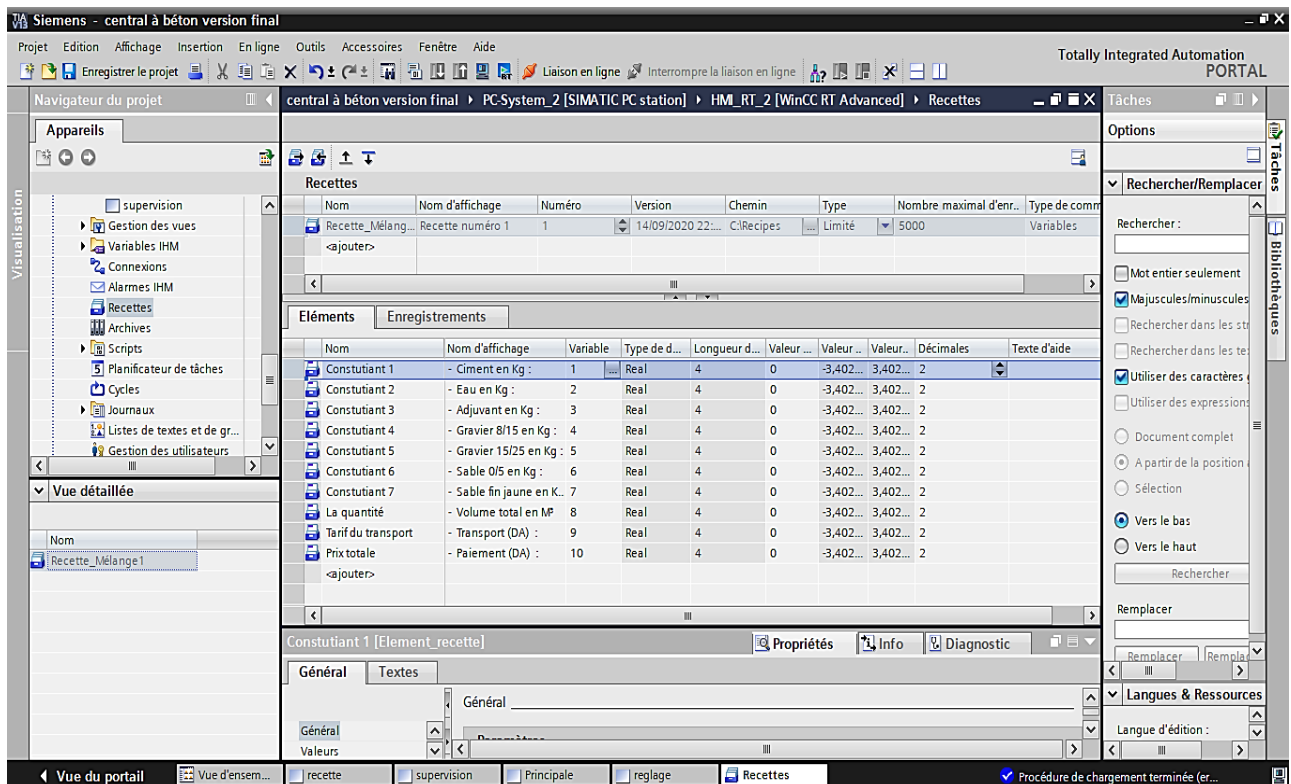 Siemens - central à béton version final
Projet Edition Affichage Insertion En ligne Outils Accessoires Fenêtre Aide
Totally Integrated Automation
PORTAL
Enregistrer le projet Liaison en ligne Interrompre la liaison en ligne
Navigateur du projet
central à béton version final PC-System_2 [SIMATIC PC station] HMI_RT_2 [WinCC RT Advanced] Recettes
Tâches
Appareils
Options
Visualisation
supervision
Gestion des vues
Variables IHM
Connexions
Alarmes IHM
Recettes
Archives
Scripts
Planificateur de tâches
Cycles
Journaux
Listes de textes et de gr...
Gestion des utilisateurs
Vue détaillée
Nom
Recette_Mélange1
Recettes
Nom Nom d'affichage Numéro Version Chemin Type Nombre maximal d'enr.. Type de comm
Recette_Mélang... Recette numéro 1 1 14/09/2020 22:... C:\Recipes ... Limité 5000 Variables
<ajouter>
Eléments Enregistrements
Nom Nom d'affichage Variable Type de d... Longueur d... Valeur ... Valeur .. Valeur.. Décimales Texte d'aide
Constutiant 1 - Ciment en Kg : 1 ... Real 4 0 -3,402... 3,402... 2
Constutiant 2 - Eau en Kg : 2 Real 4 0 -3,402... 3,402... 2
Constutiant 3 - Adjuvant en Kg : 3 Real 4 0 -3,402... 3,402... 2
Constutiant 4 - Gravier 8/15 en Kg : 4 Real 4 0 -3,402... 3,402... 2
Constutiant 5 - Gravier 15/25 en Kg : 5 Real 4 0 -3,402... 3,402... 2
Constutiant 6 - Sable 0/5 en Kg : 6 Real 4 0 -3,402... 3,402... 2
Constutiant 7 - Sable fin jaune en K.. 7 Real 4 0 -3,402... 3,402... 2
La quantité - Volume total en M³ 8 Real 4 0 -3,402... 3,402... 2
Tarif du transport - Transport (DA) : 9 Real 4 0 -3,402... 3,402... 2
Prix totale - Paiement (DA) : 10 Real 4 0 -3,402... 3,402... 2
<ajouter>
Constutiant 1 [Element_recette]
Propriétés Info Diagnostic
Général Textes
Général
Général
Valeurs
Paramètres
Rechercher/Remplacer
Rechercher :
Mot entier seulement
Majuscules/minuscules
Rechercher dans les str
Rechercher dans les te
Utiliser des caractères
Utiliser des expressions
Document complet
A partir de la position
Sélection
Vers le bas
Vers le haut
Rechercher
Remplacer
Remplacer Remplac
Langues & Ressources
Langue d'édition :
Tâches
Bibliothèques
Vue du portail Vue d'ensem... recette supervision Principale reglage Recettes Procédure de chargement terminée (er...